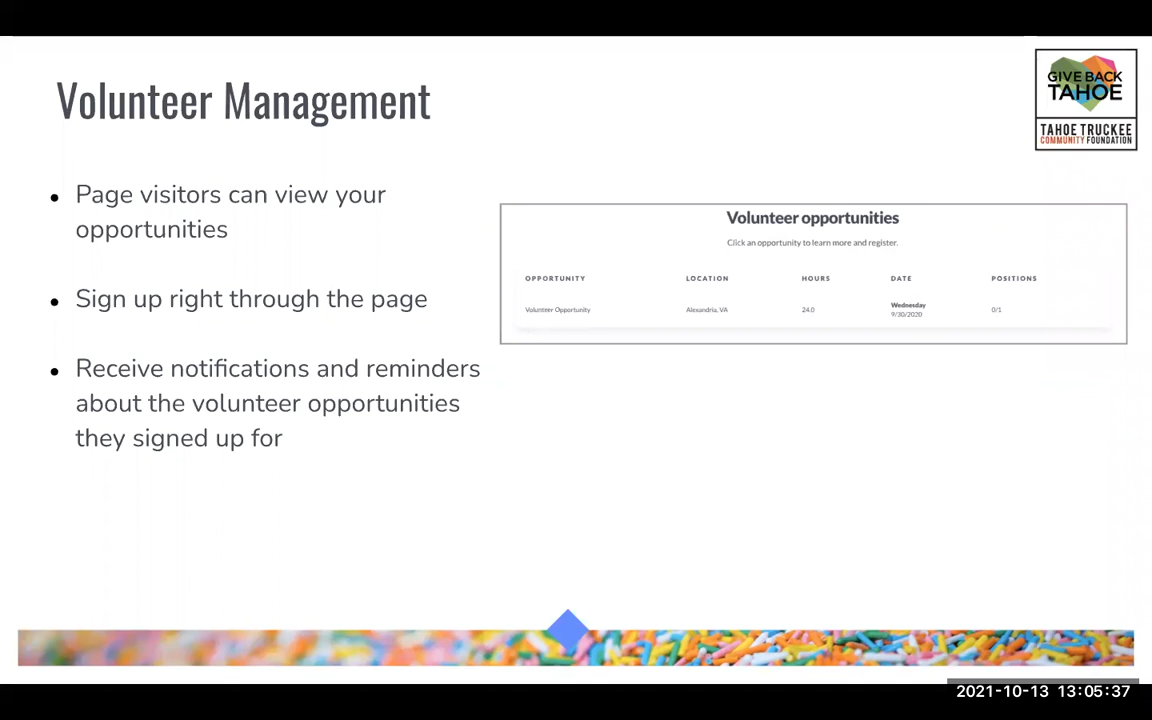 Volunteer Management
GIVE BACK
TAHOE
TAHOE TRUCKEE
COMMUNITY FOUNDATION
Page visitors can view your
opportunities
Sign up right through the page
Receive notifications and reminders
about the volunteer opportunities
they signed up for
Volunteer opportunities
Click an opportunity to learn more and register.
OPPORTUNITY LOCATION HOURS DATE POSITIONS
Volunteer Opportunity Alexandria, VA 24.0 Wednesday 0/1
9/30/2020
2021-10-13 13:05:37